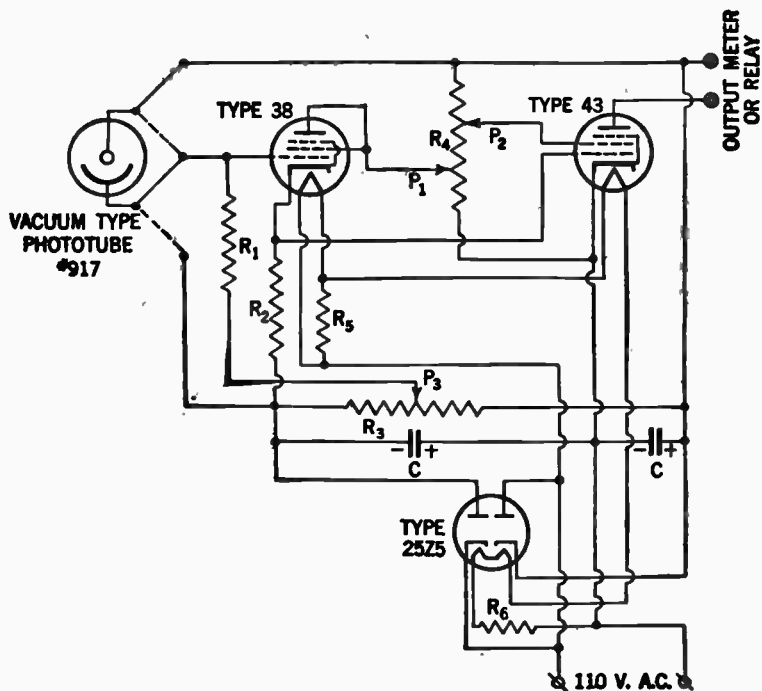 OUTPUT METER
OR RELAY
TYPE 38
TYPE 43
R4
P2
P1
VACUUM TYPE
PHOTOTUBE
#917
R1
R2
R5
P3
R3
- +
C
- +
C
TYPE
25Z5
R6
110 V. A.C.